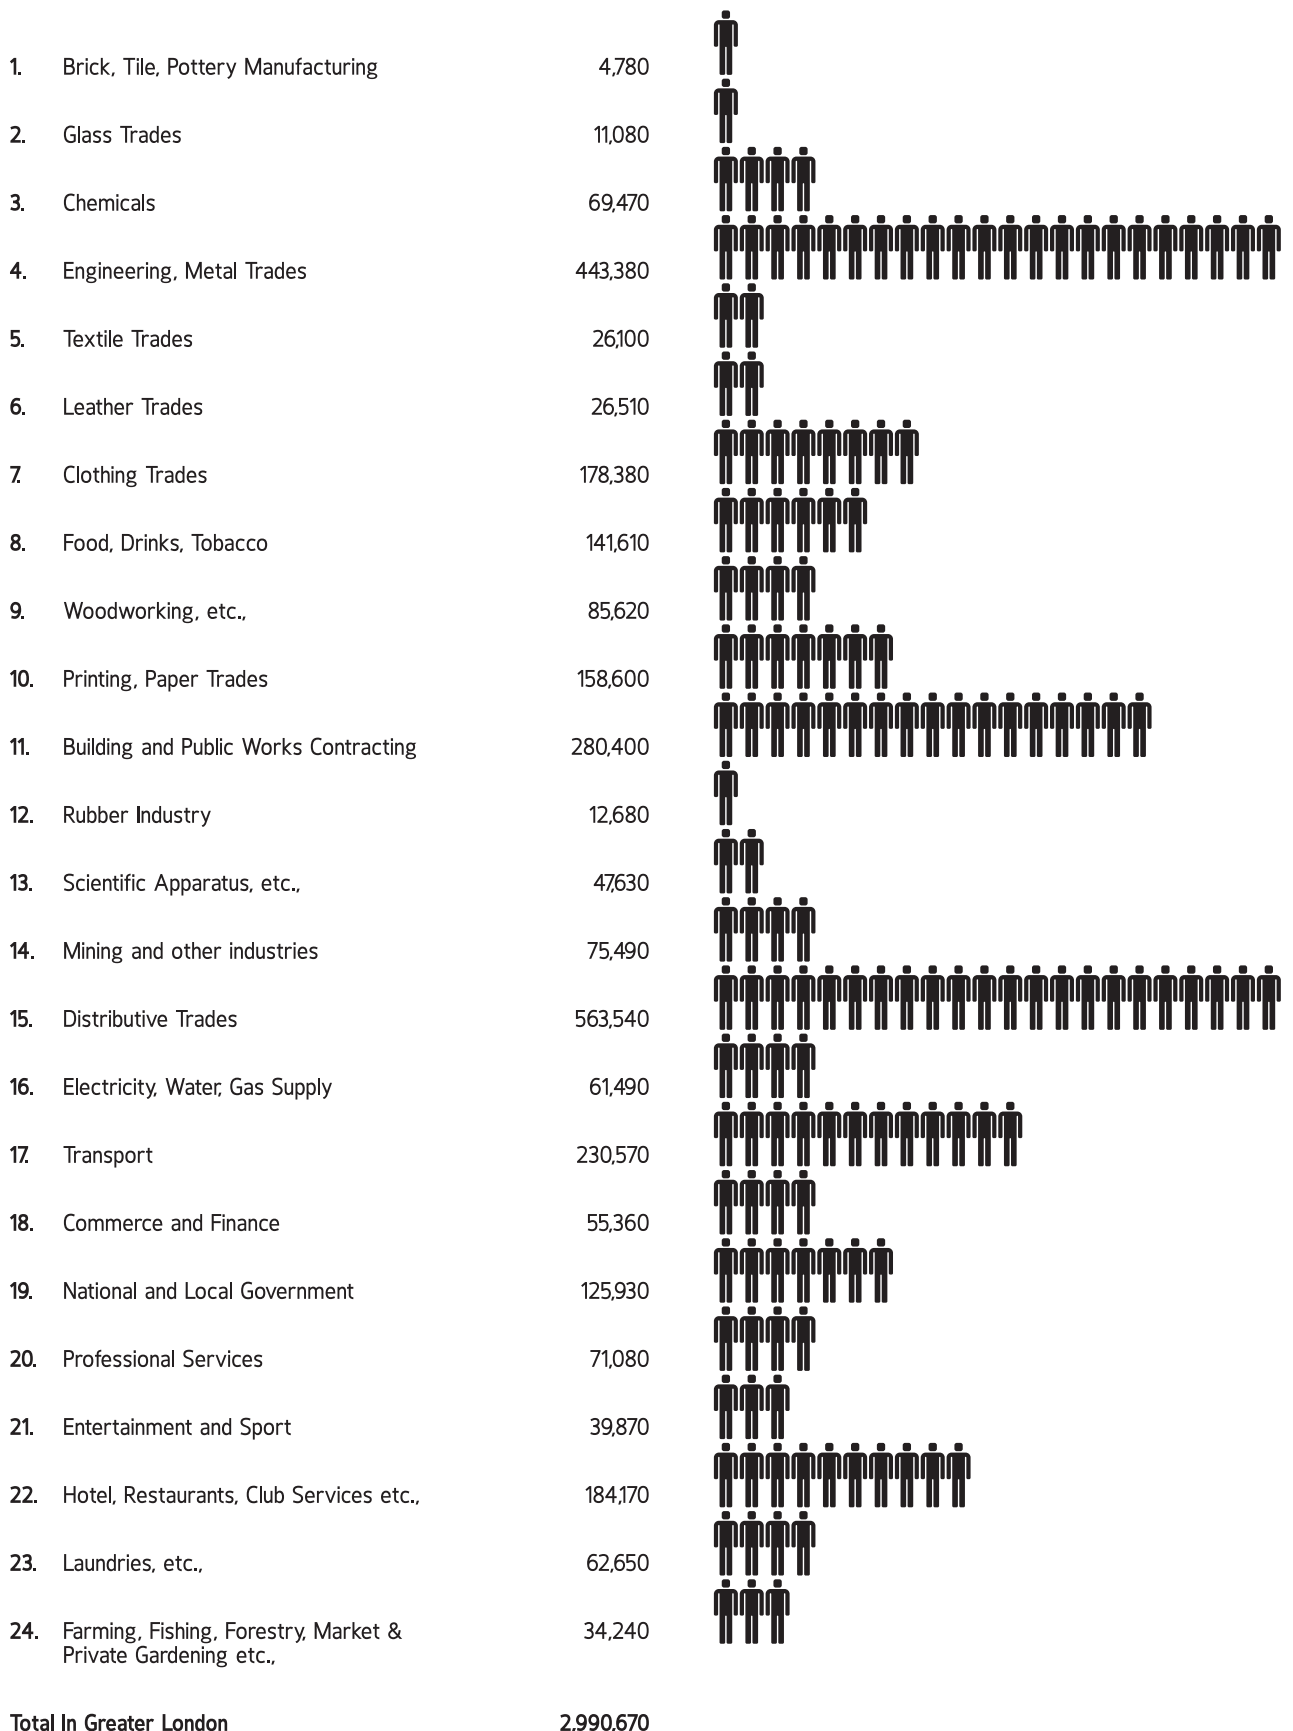 1. Brick, Tile, Pottery Manufacturing 4,780
2. Glass Trades 11,080
3. Chemicals 69,470
4. Engineering, Metal Trades 443,380
5. Textile Trades 26,100
6. Leather Trades 26,510
7. Clothing Trades 178,380
8. Food, Drinks, Tobacco 141,610
9. Woodworking, etc., 85,620
10. Printing, Paper Trades 158,600
11. Building and Public Works Contracting 280,400
12. Rubber Industry 12,680
13. Scientific Apparatus, etc., 47,630
14. Mining and other industries 75,490
15. Distributive Trades 563,540
16. Electricity, Water, Gas Supply 61,490
17. Transport 230,570
18. Commerce and Finance 55,360
19. National and Local Government 125,930
20. Professional Services 71,080
21. Entertainment and Sport 39,870
22. Hotel, Restaurants, Club Services etc., 184,170
23. Laundries, etc., 62,650
24. Farming, Fishing, Forestry, Market & 34,240
Private Gardening etc.,
Total In Greater London 2,990,670